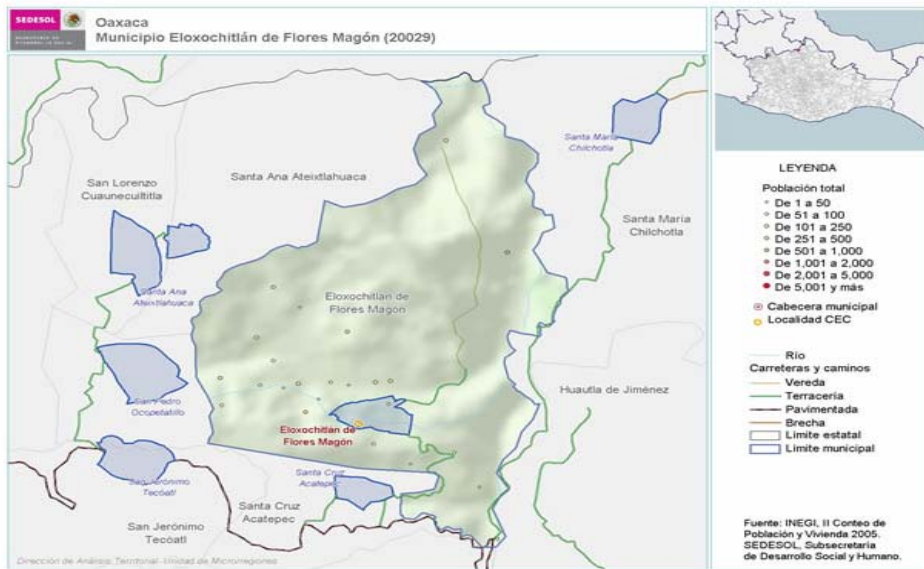 SEDESOL
Oaxaca
Municipio Eloxochitlán de Flores Magón (20029)
Santa María
Chilchotla
San Lorenzo
Cuaunecuiltitla
Santa Ana Ateixtlahuaca
Santa María
Chilchotla
Santa Ana
Ateixtlahuaca
Eloxochitlán de
Flores Magón
San Pedro
Ocopetatillo
Huautla de Jiménez
Eloxochitlán de
Flores Magón
San Jerónimo
Tecóatl
Santa Cruz
Acatepec
Santa Cruz
Acatepec
San Jerónimo
Tecóatl
Dirección de Análisis Territorial. Unidad de Microrregiones
LEYENDA
Población total
De 1 a 50
De 51 a 100
De 101 a 250
De 251 a 500
De 501 a 1,000
De 1,001 a 2,000
De 2,001 a 5,000
De 5,001 y más
Cabecera municipal
Localidad CEC
Río
Carreteras y caminos
Vereda
Terracería
Pavimentada
Brecha
Limite estatal
Limite municipal
Fuente: INEGI, II Conteo de
Población y Vivienda 2005.
SEDESOL, Subsecretaría
de Desarrollo Social y Humano.